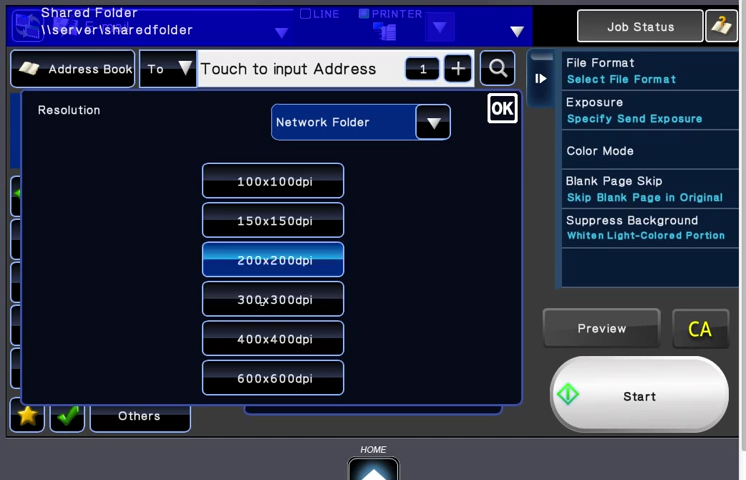 Shared Folder
\\server\sharedfolder
LINE
PRINTER
Job Status
Address Book
To
Touch to input Address
1
File Format
Select File Format
Exposure
Specify Send Exposure
Color Mode
Blank Page Skip
Skip Blank Page in Original
Suppress Background
Whiten Light-Colored Portion
Resolution
Network Folder
OK
100x100dpi
150x150dpi
200x200dpi
300x300dpi
400x400dpi
600x600dpi
Preview
CA
Start
Others
HOME